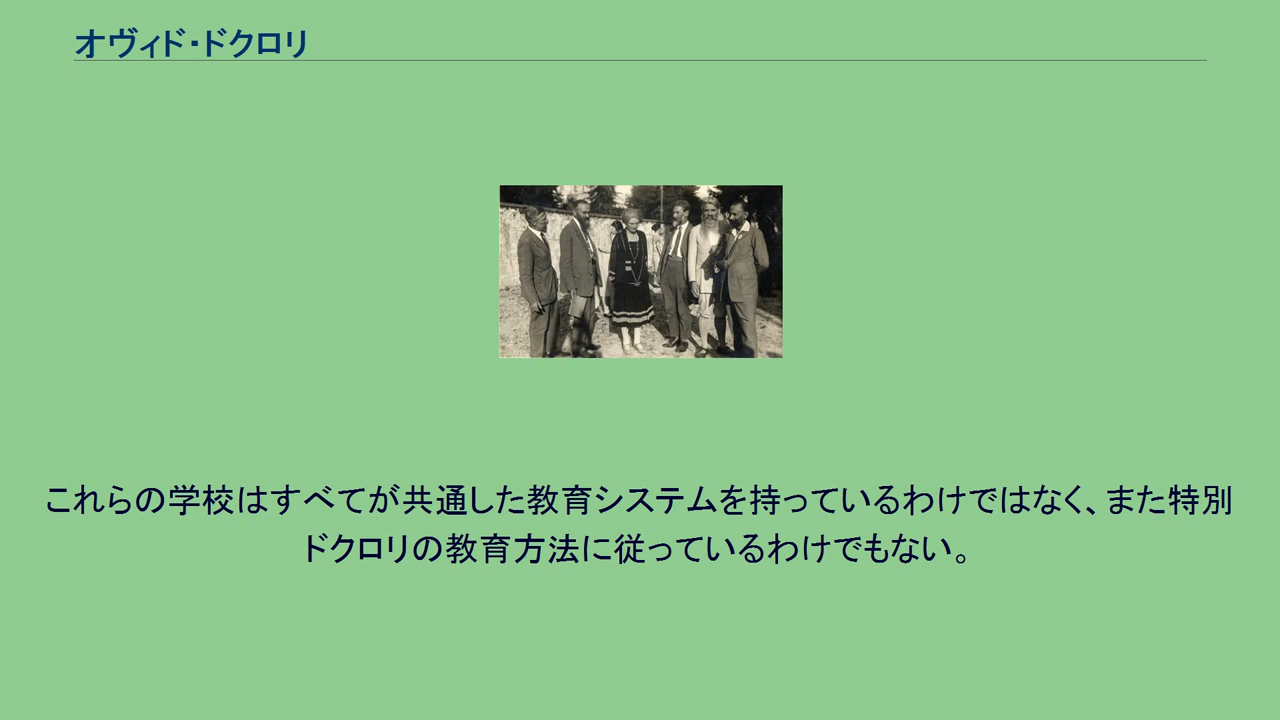 オヴィド・ドクロリ
これらの学校はすべてが共通した教育システムを持っているわけではなく、また特別
ドクロリの教育方法に従っているわけでもない。